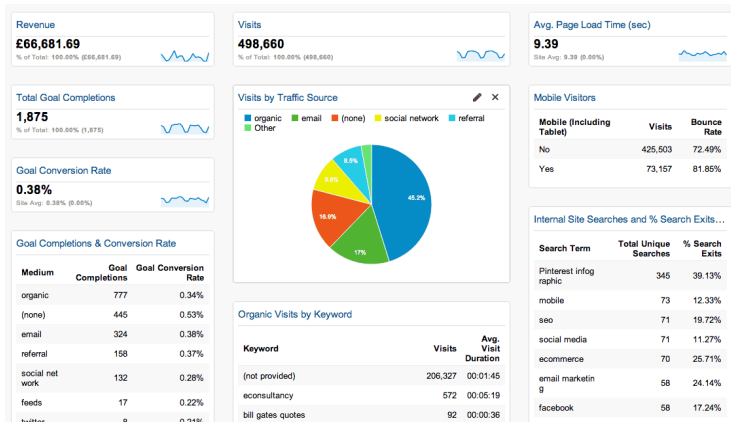 Revenue
£66,681.69
% of Total: 100.00% (£66,681.69)
Total Goal Completions
1,875
% of Total: 100.00% (1,875)
Goal Conversion Rate
0.38%
Site Avg: 0.38% (0.00%)
Goal Completions & Conversion Rate
Medium Goal Completions Goal Conversion Rate
organic 777 0.34%
(none) 445 0.53%
email 324 0.38%
referral 158 0.37%
social net work 132 0.28%
feeds 17 0.22%
twitter 8 0.21%
Visits
498,660
% of Total: 100.00% (498,660)
Visits by Traffic Source
organic email (none) social network referral
Other
45.2%
17%
16.9%
8.5%
Organic Visits by Keyword
Keyword Visits Avg. Visit Duration
(not provided) 206,327 00:01:45
econsultancy 572 00:05:19
bill gates quotes 92 00:00:36
Avg. Page Load Time (sec)
9.39
Site Avg: 9.39 (0.00%)
Mobile Visitors
Mobile (Including Tablet) Visits Bounce Rate
No 425,503 72.49%
Yes 73,157 81.85%
Internal Site Searches and % Search Exits...
Search Term Total Unique Searches % Search Exits
Pinterest infog raphic 345 39.13%
mobile 73 12.33%
seo 71 19.72%
social media 71 11.27%
ecommerce 70 25.71%
email marketin g 58 24.14%
facebook 58 17.24%